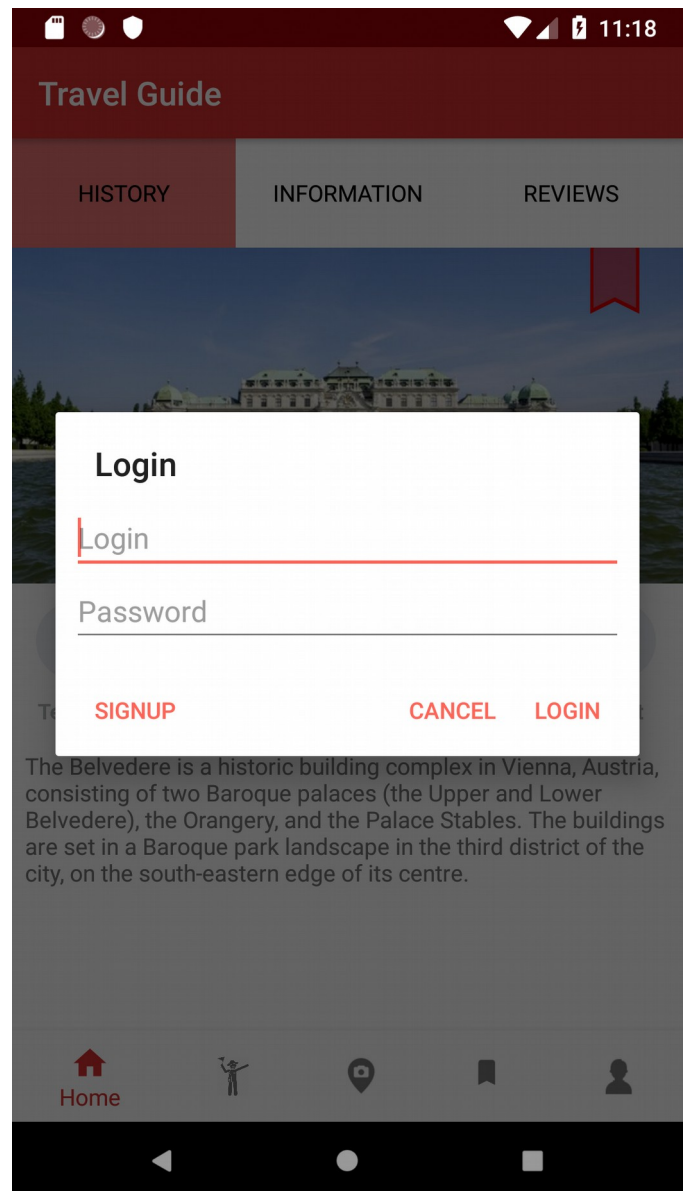 11:18
Travel Guide
HISTORY INFORMATION REVIEWS
Login
Login
Password
SIGNUP CANCEL LOGIN
The Belvedere is a historic building complex in Vienna, Austria,
consisting of two Baroque palaces (the Upper and Lower
Belvedere), the Orangery, and the Palace Stables. The buildings
are set in a Baroque park landscape in the third district of the
city, on the south-eastern edge of its centre.
Home